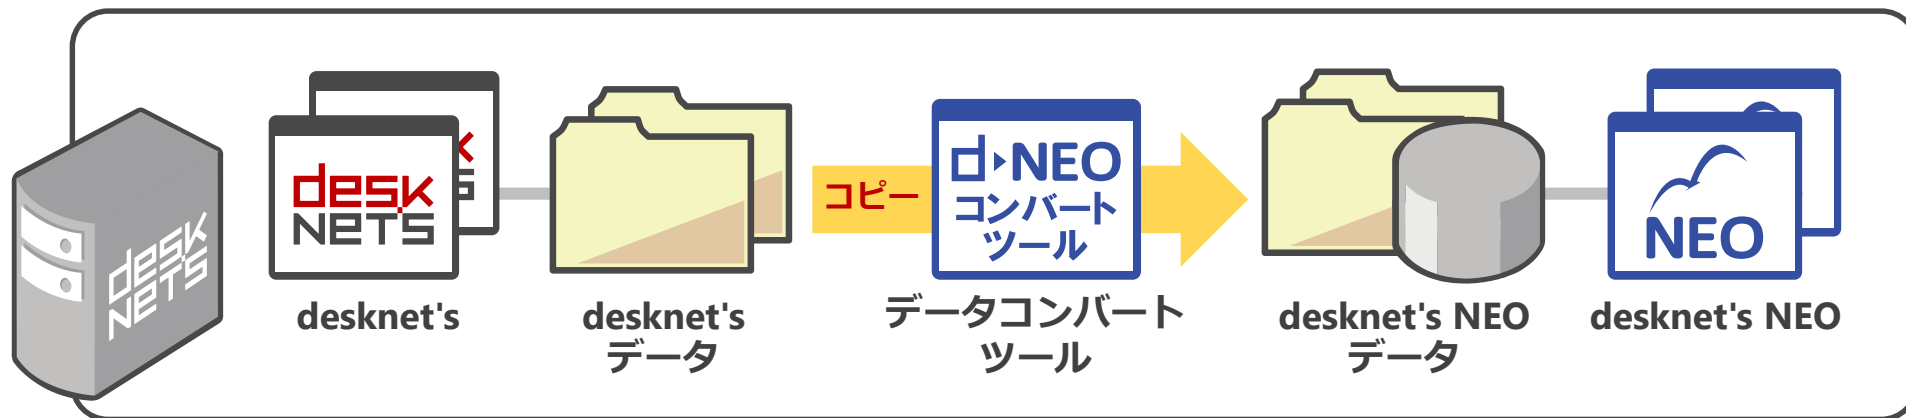 desk
NETS
desk
NETS
コピー
d▸NEO
コンバート
ツール
NEO
desknet's
desknet's
データ
データコンバート
ツール
desknet's NEO
データ
desknet's NEO